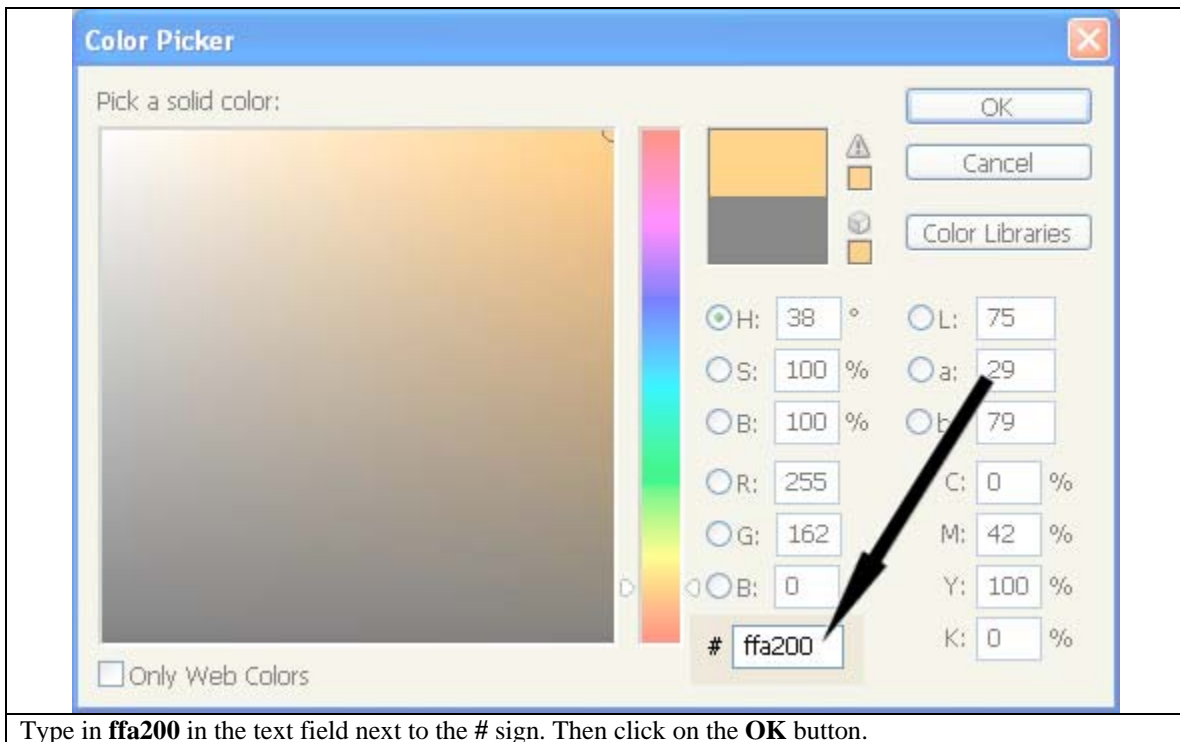 Color Picker
Pick a solid color:
OK
Cancel
Color Libraries
H: 38 °
L: 75
S: 100 %
a: 29
B: 100 %
b: 79
R: 255
C: 0 %
G: 162
M: 42 %
B: 0
Y: 100 %
# ffa200
K: 0 %
Only Web Colors
Type in ffa200 in the text field next to the # sign. Then click on the OK button.